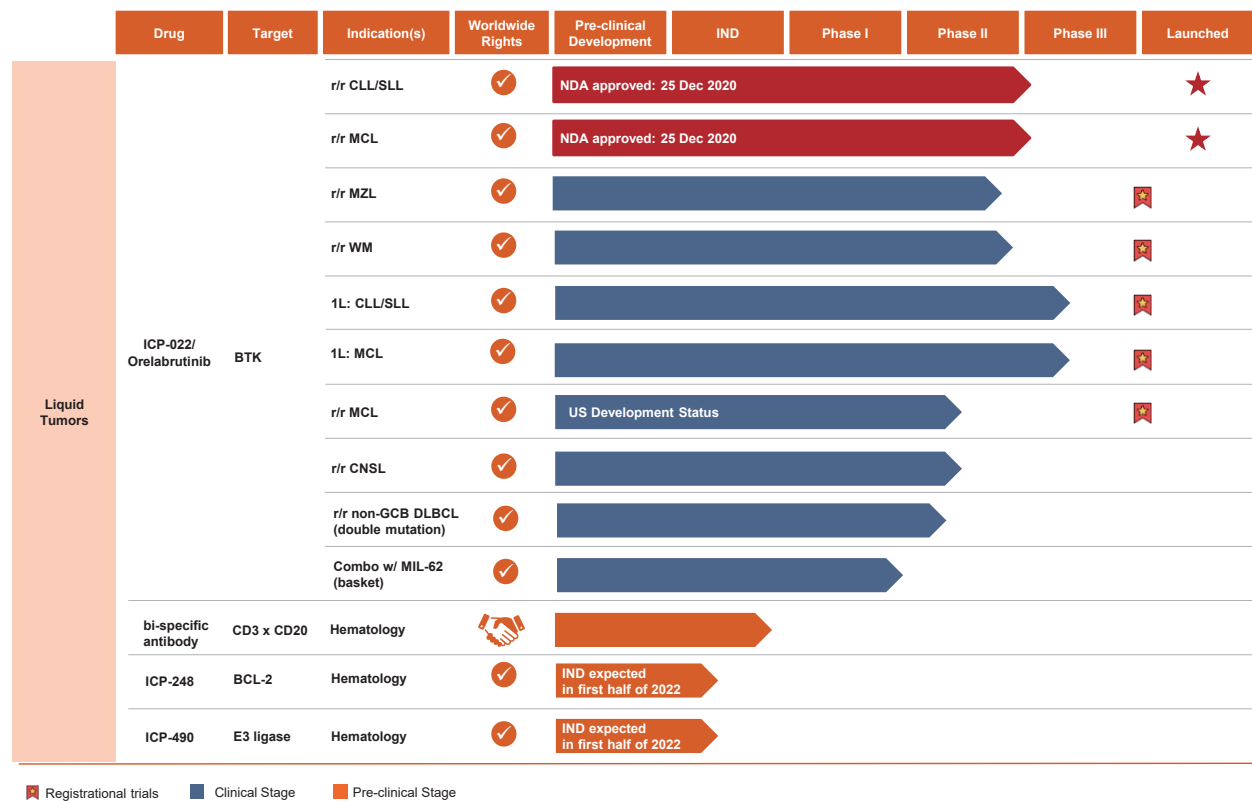 Drug
Target
Indication(s)
Worldwide
Rights
Pre-clinical
Development
IND
Phase I
Phase II
Phase III
Launched
Liquid
Tumors
ICP-022/
Orelabrutinib
BTK
r/r CLL/SLL
NDA approved: 25 Dec 2020
r/r MCL
NDA approved: 25 Dec 2020
r/r MZL
r/r WM
1L: CLL/SLL
1L: MCL
r/r MCL
US Development Status
r/r CNSL
r/r non-GCB DLBCL
(double mutation)
Combo w/ MIL-62
(basket)
bi-specific
antibody
CD3 x CD20
Hematology
ICP-248
BCL-2
Hematology
IND expected
in first half of 2022
ICP-490
E3 ligase
Hematology
IND expected
in first half of 2022
Registrational trials
Clinical Stage
Pre-clinical Stage